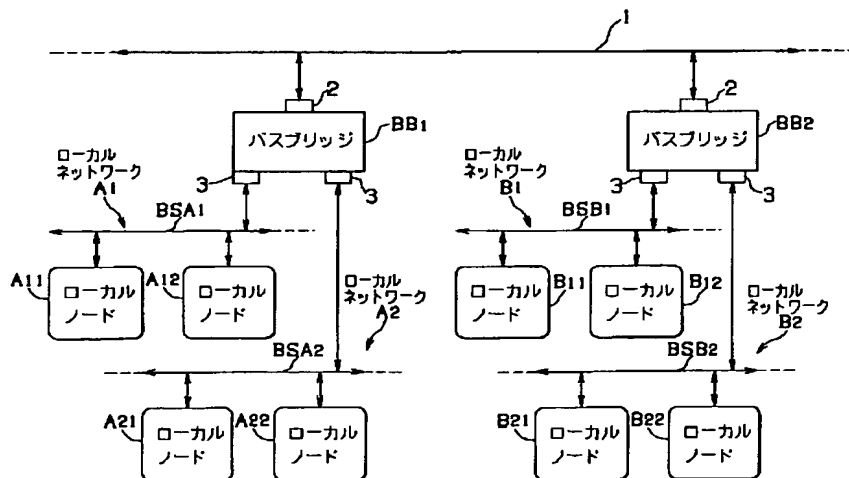 1
2
2
バスブリッジ
BB1
バスブリッジ
BB2
3
3
3
3
ローカル
ネットワーク
A1
ローカル
ネットワーク
B1
BSA1
BSB1
A11
ローカル
ノード
A12
ローカル
ノード
B11
ローカル
ノード
B12
ローカル
ノード
ローカル
ネットワーク
A2
ローカル
ネットワーク
B2
BSA2
BSB2
A21
ローカル
ノード
A22
ローカル
ノード
B21
ローカル
ノード
B22
ローカル
ノード